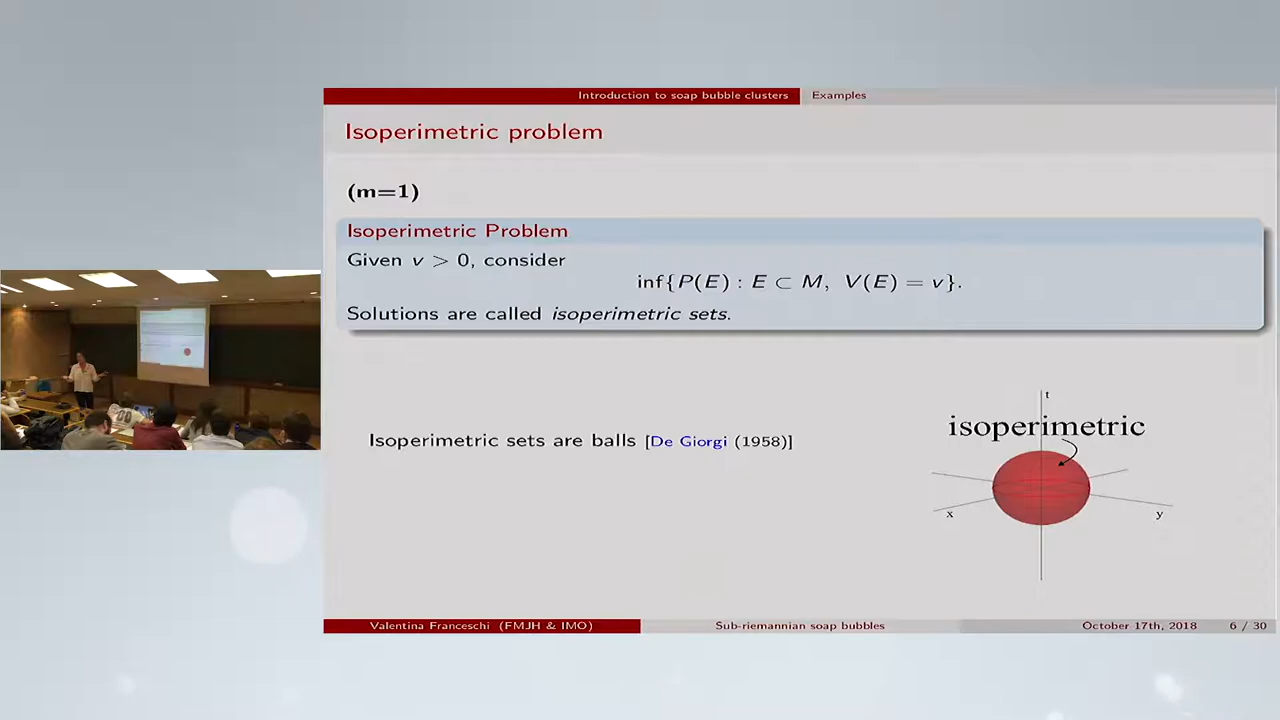 Introduction to soap bubble clusters Examples
Isoperimetric problem
(m=1)
Isoperimetric Problem
Given v > 0, consider
inf{P(E) : E ⊂ M, V(E) = v}.
Solutions are called isoperimetric sets.
t
isoperimetric
Isoperimetric sets are balls [De Giorgi (1958)]
x
y
Valentina Franceschi (FMJH & IMO) Sub-riemannian soap bubbles October 17th, 2018 6 / 30